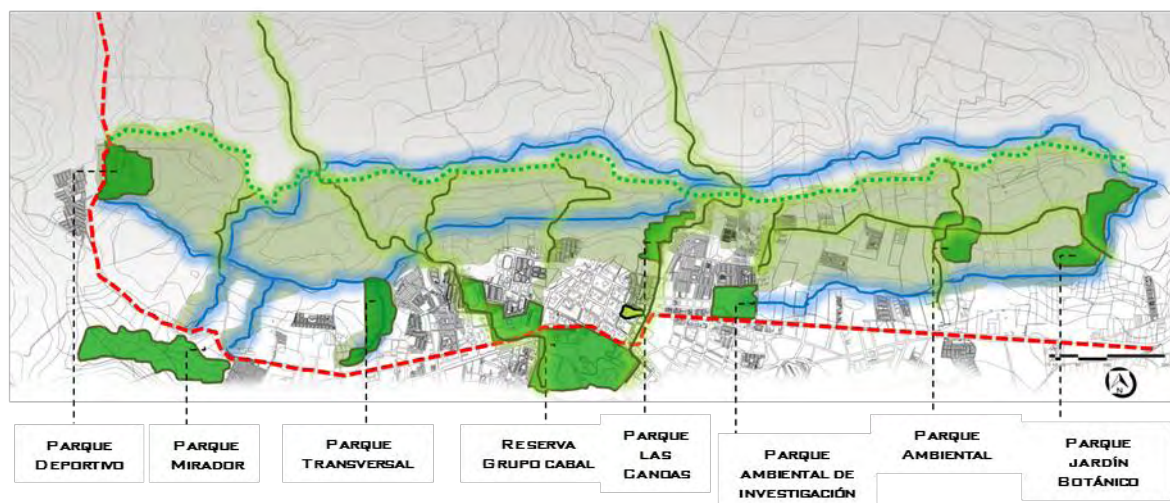 N
PARQUE
DEPORTIVO
PARQUE
MIRADOR
PARQUE
TRANSVERSAL
RESERVA
GRUPO CABAL
PARQUE
LAS
CANOAS
PARQUE
AMBIENTAL DE
INVESTIGACIÓN
PARQUE
AMBIENTAL
PARQUE
JARDÍN
BOTÁNICO